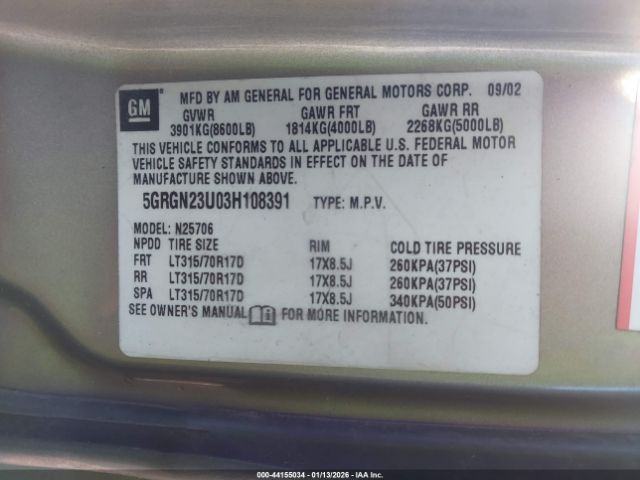 GM
MFD BY AM GENERAL FOR GENERAL MOTORS CORP. 09/02
GVWR GAWR FRT GAWR RR
3901KG(8600LB) 1814KG(4000LB) 2268KG(5000LB)
THIS VEHICLE CONFORMS TO ALL APPLICABLE U.S. FEDERAL MOTOR
VEHICLE SAFETY STANDARDS IN EFFECT ON THE DATE OF
MANUFACTURE SHOWN ABOVE.
5GRGN23U03H108391 TYPE: M.P.V.
MODEL: N25706
NPDD TIRE SIZE RIM COLD TIRE PRESSURE
FRT LT315/70R17D 17X8.5J 260KPA(37PSI)
RR LT315/70R17D 17X8.5J 260KPA(37PSI)
SPA LT315/70R17D 17X8.5J 340KPA(50PSI)
SEE OWNER'S MANUAL FOR MORE INFORMATION.
000-44155034 - 01/13/2026 - IAA Inc.